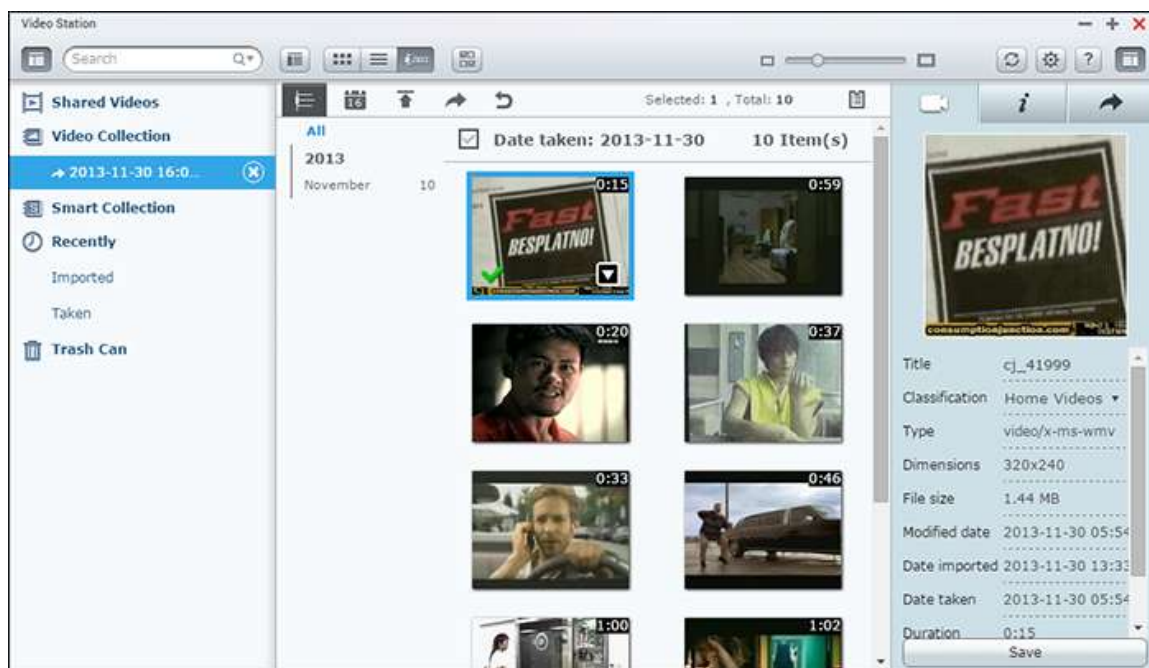 Video Station
Search
Shared Videos
Video Collection
2013-11-30 16:0...
Smart Collection
Recently
Imported
Taken
Trash Can
16
Selected: 1 , Total: 10
All
2013
November 10
Date taken: 2013-11-30 10 Item(s)
0:15
Fast
BESPLATNO!
0:59
0:20
0:37
0:33
0:46
1:00
1:02
i
Fast
BESPLATNO!
consumptionjunction.com
Title cj_41999
Classification Home Videos
Type video/x-ms-wmv
Dimensions 320x240
File size 1.44 MB
Modified date 2013-11-30 05:54
Date imported 2013-11-30 13:33
Date taken 2013-11-30 05:54
Duration 0:15
Save